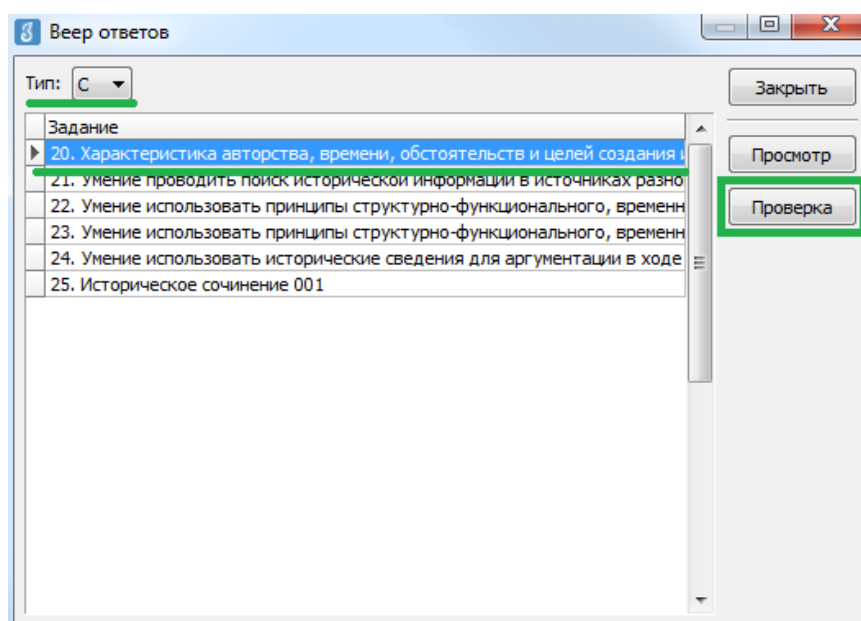 Веер ответов
Тип: C
Закрыть
Задание
20. Характеристика авторства, времени, обстоятельств и целей создания и
Просмотр
21. Умение проводить поиск исторической информации в источниках разно
Проверка
22. Умение использовать принципы структурно-функционального, временн
23. Умение использовать принципы структурно-функционального, временн
24. Умение использовать исторические сведения для аргументации в ходе
25. Историческое сочинение 001